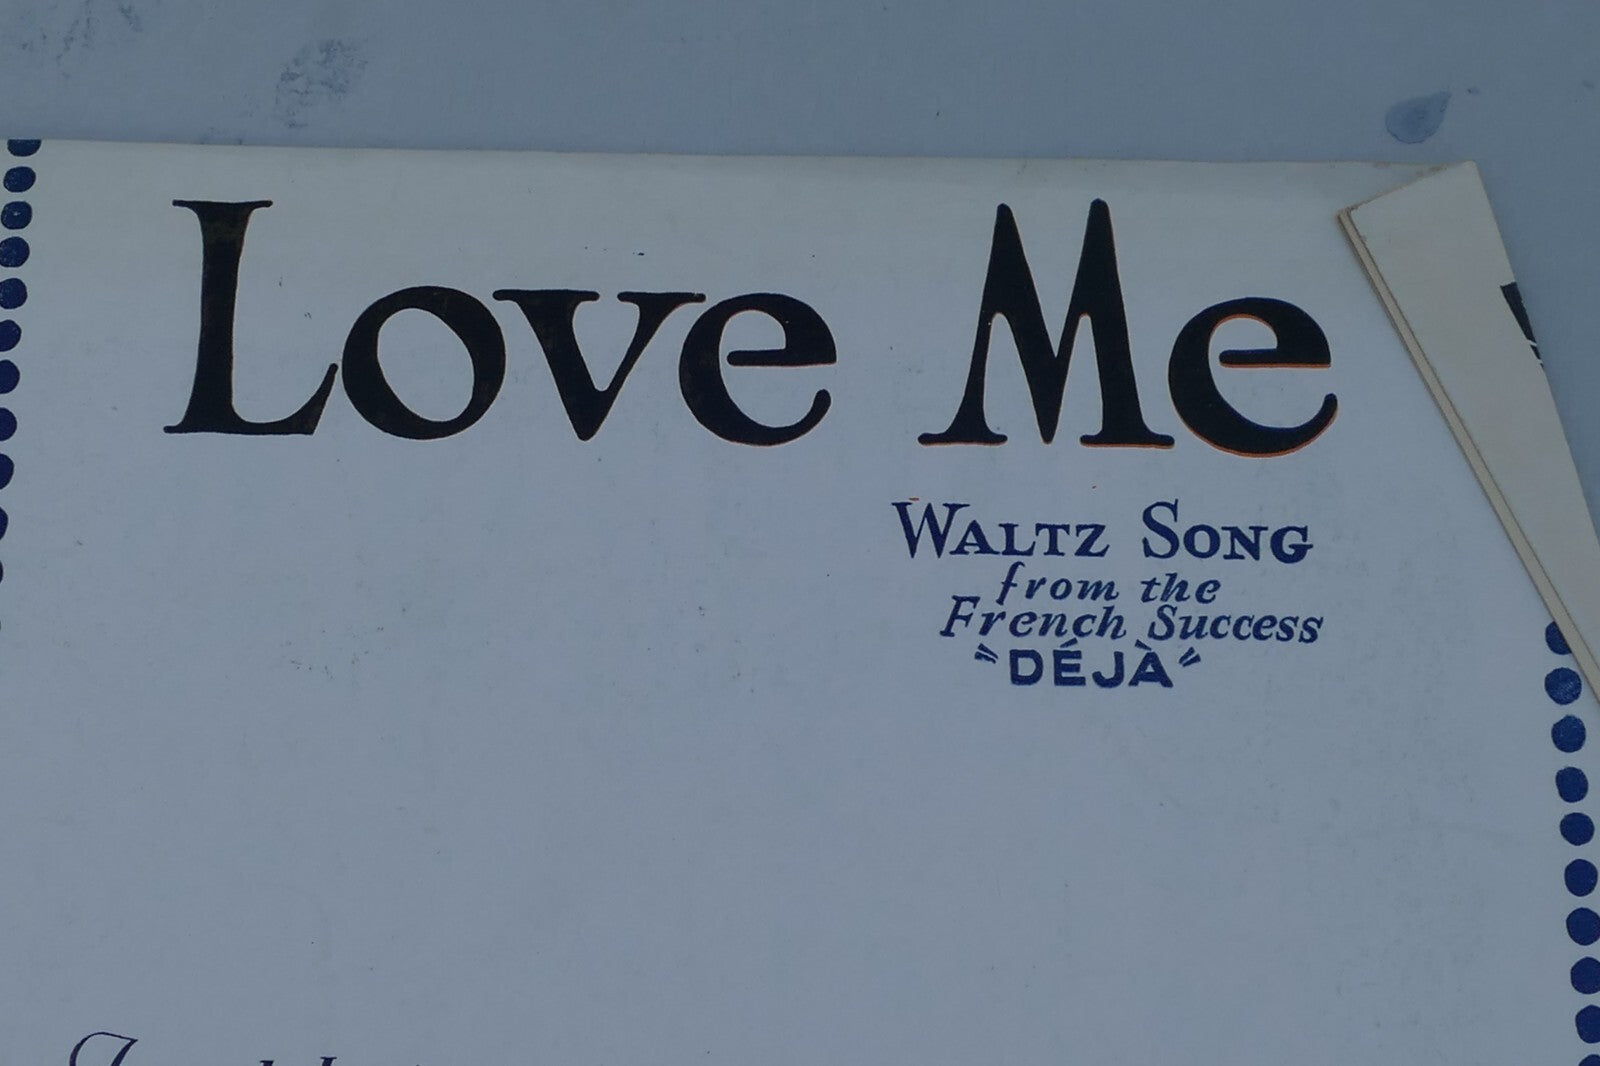 Love Me
WALTZ SONG
from the
French Success
"DÉJÀ"